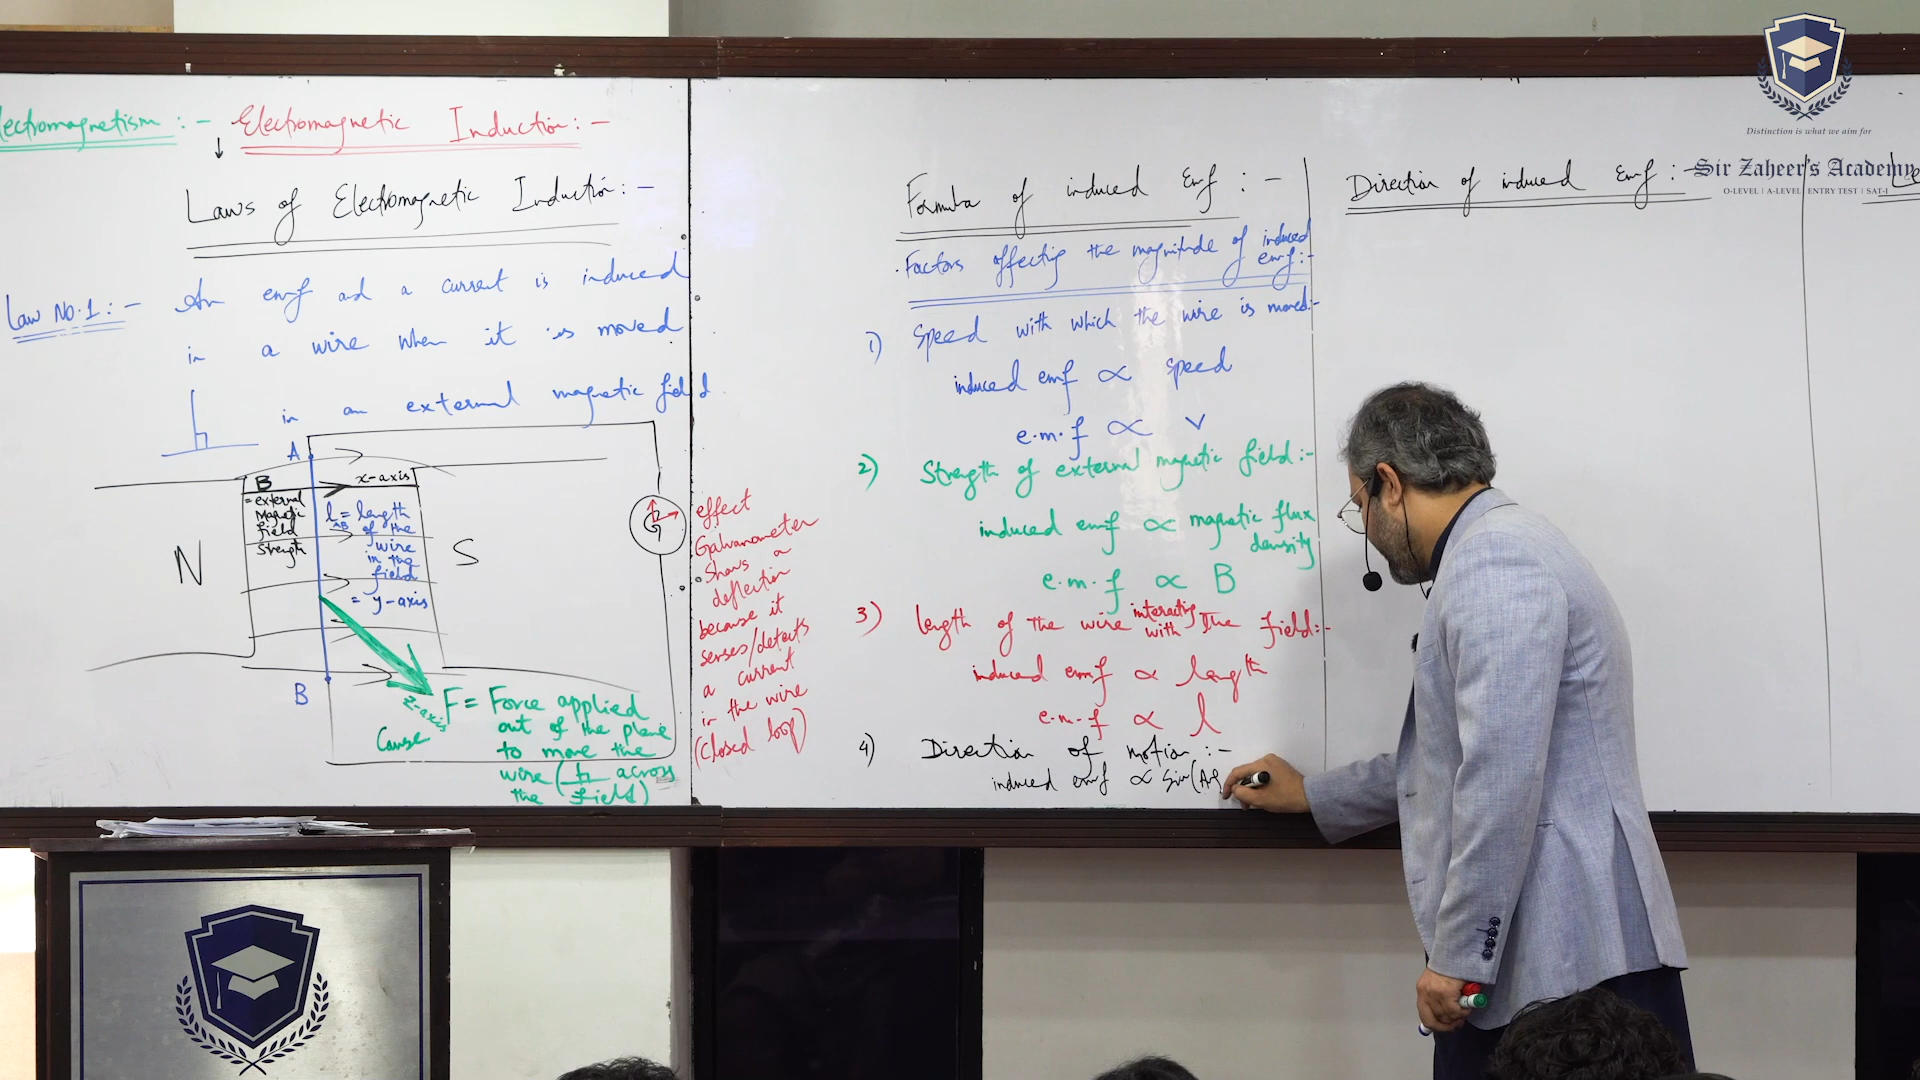 lectromagnetism :- Electromagnetic Induction :-
Laws of Electromagnetic Induction :-
Law No.1 :- An emf ad a current is induced
in a wire when it is moved
in an external magnetic field.
A
B
= external
Magnetic
field
strength
x-axis
l = length
AB
of the
wire
in the
field
= y-axis
N
S
G
B
z-axis
Cause
F = Force applied
out of the plane
to move the
wire ( across
the field)
effect
Galvanometer
shows a
deflection
because it
senses/detects
a current
in the wire
(closed loop)
Formula of induced Emf :-
Factors affecting the magnitude of induced
emf :-
1) Speed with which the wire is moved :-
induced emf ∝ speed
e.m.f ∝ v
2) Strength of external magnetic field :-
induced emf ∝ magnetic flux
density
e.m.f ∝ B
3) length of the wire interacting
with the field :-
induced emf ∝ length
e.m.f ∝ l
4) Direction of motion :-
induced emf ∝ Sin(
Direction of induced Emf :-
Le
Distinction is what we aim for
Sir Zaheer's Academy
O-LEVEL | A-LEVEL | ENTRY TEST | SAT-I